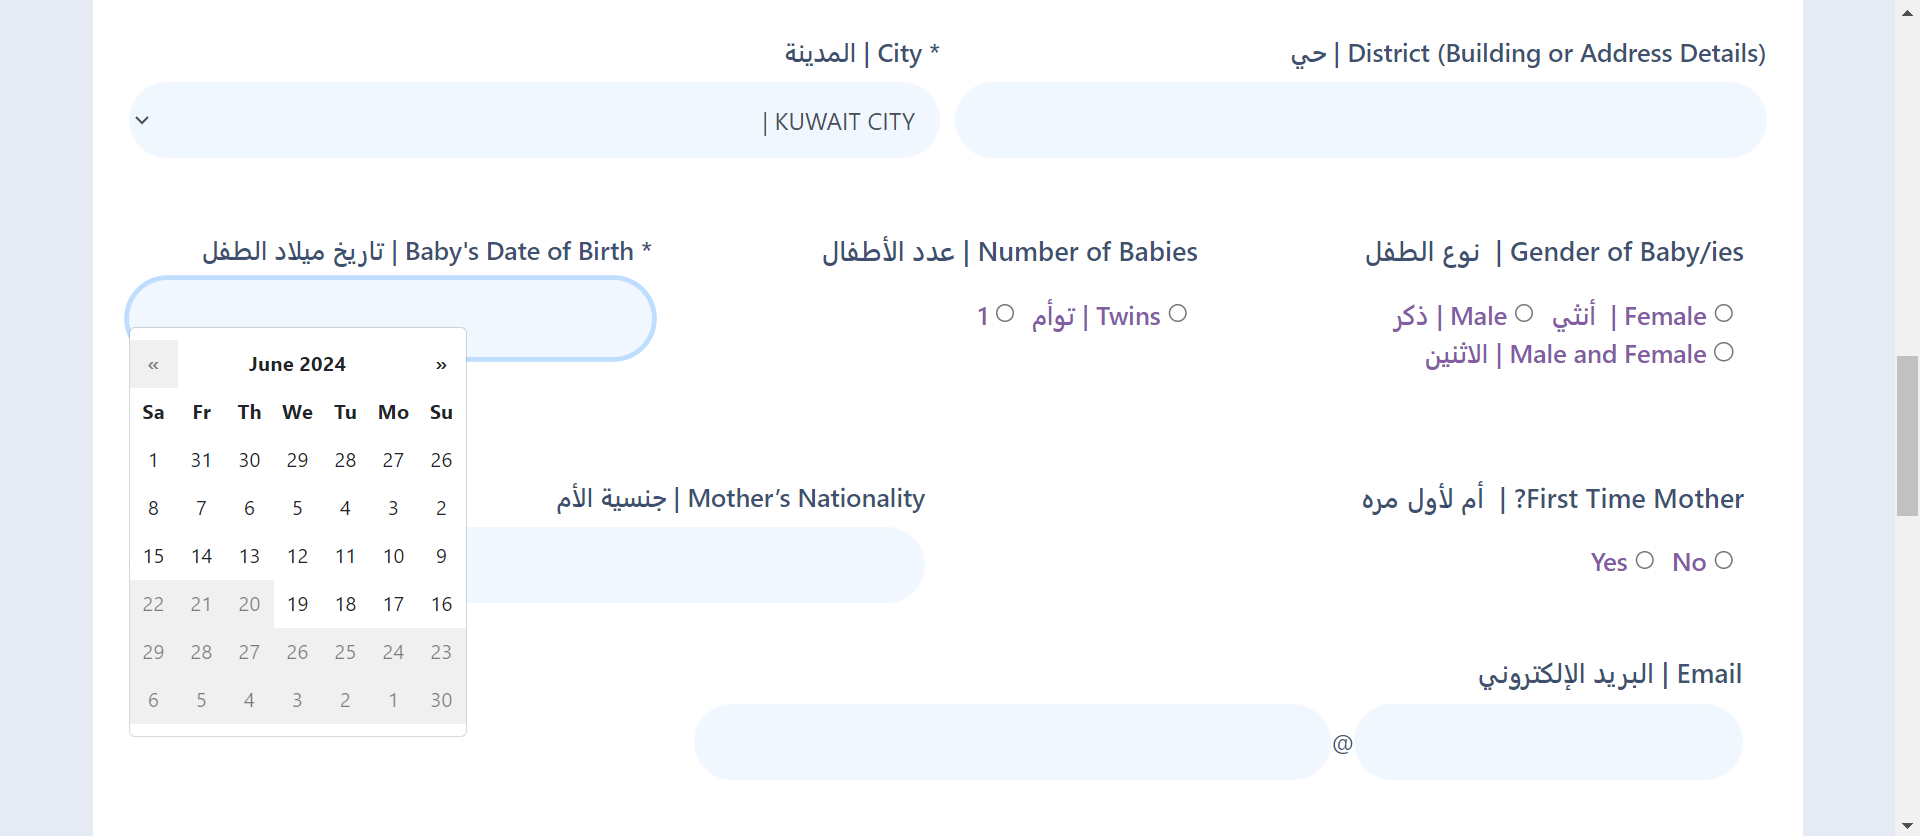 District (Building or Address Details) | حي
* City | المدينة
KUWAIT CITY |
Gender of Baby/ies | نوع الطفل
Number of Babies | عدد الأطفال
* Baby's Date of Birth | تاريخ ميلاد الطفل
Female | أنثي
Male | ذكر
Male and Female | الاثنين
Twins | توأم
1
« June 2024 »
Sa Fr Th We Tu Mo Su
1 31 30 29 28 27 26
8 7 6 5 4 3 2
15 14 13 12 11 10 9
22 21 20 19 18 17 16
29 28 27 26 25 24 23
6 5 4 3 2 1 30
?First Time Mother | أم لأول مره
Mother’s Nationality | جنسية الأم
No
Yes
Email | البريد الإلكتروني
@